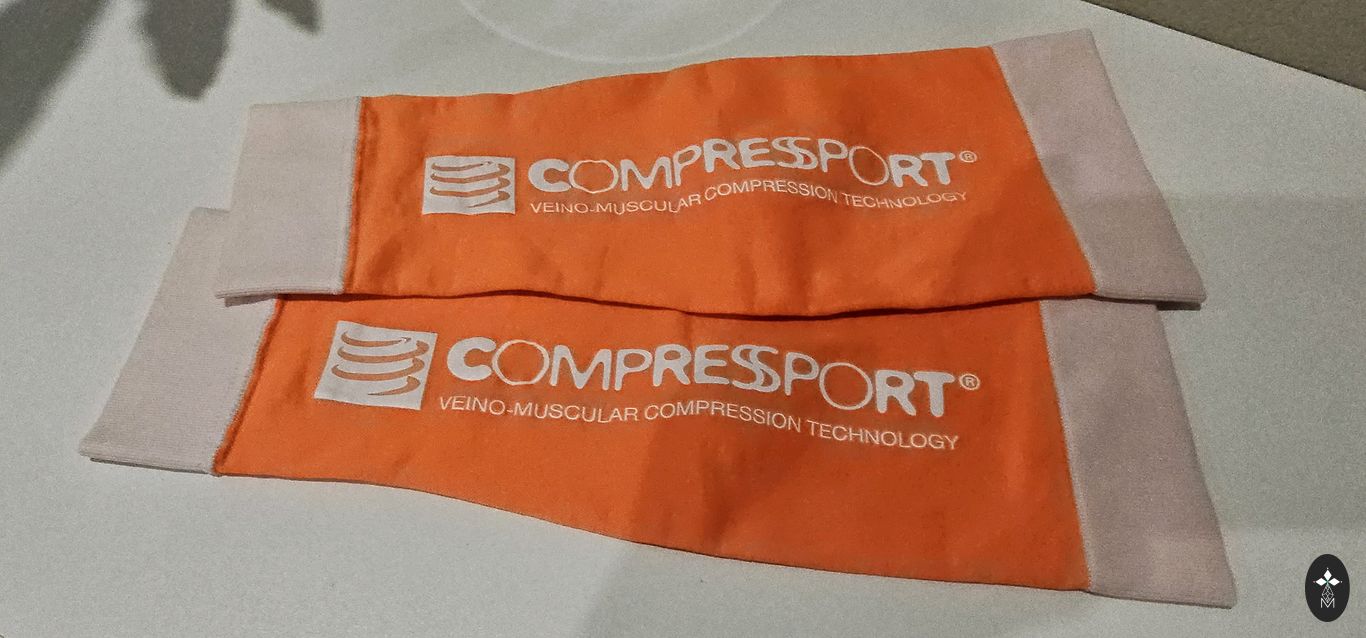 COMPRESSPORT®
VEINO-MUSCULAR COMPRESSION TECHNOLOGY
COMPRESSPORT®
VEINO-MUSCULAR COMPRESSION TECHNOLOGY
M